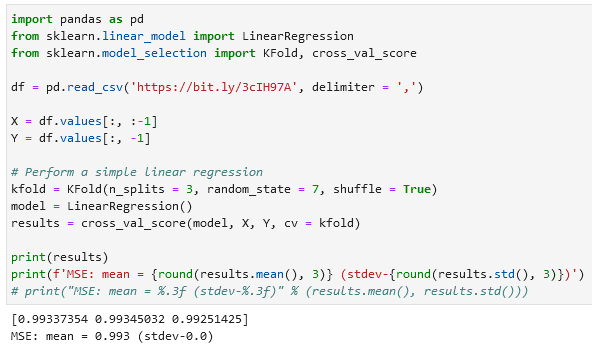 import pandas as pd
from sklearn.linear_model import LinearRegression
from sklearn.model_selection import KFold, cross_val_score
df = pd.read_csv('https://bit.ly/3cIH97A', delimiter = ',')
X = df.values[:, :-1]
Y = df.values[:, -1]
# Perform a simple linear regression
kfold = KFold(n_splits = 3, random_state = 7, shuffle = True)
model = LinearRegression()
results = cross_val_score(model, X, Y, cv = kfold)
print(results)
print(f'MSE: mean = {round(results.mean(), 3)} (stdev-{round(results.std(), 3)})')
# print("MSE: mean = %.3f (stdev-%.3f)" % (results.mean(), results.std()))
[0.99337354 0.99345032 0.99251425]
MSE: mean = 0.993 (stdev-0.0)